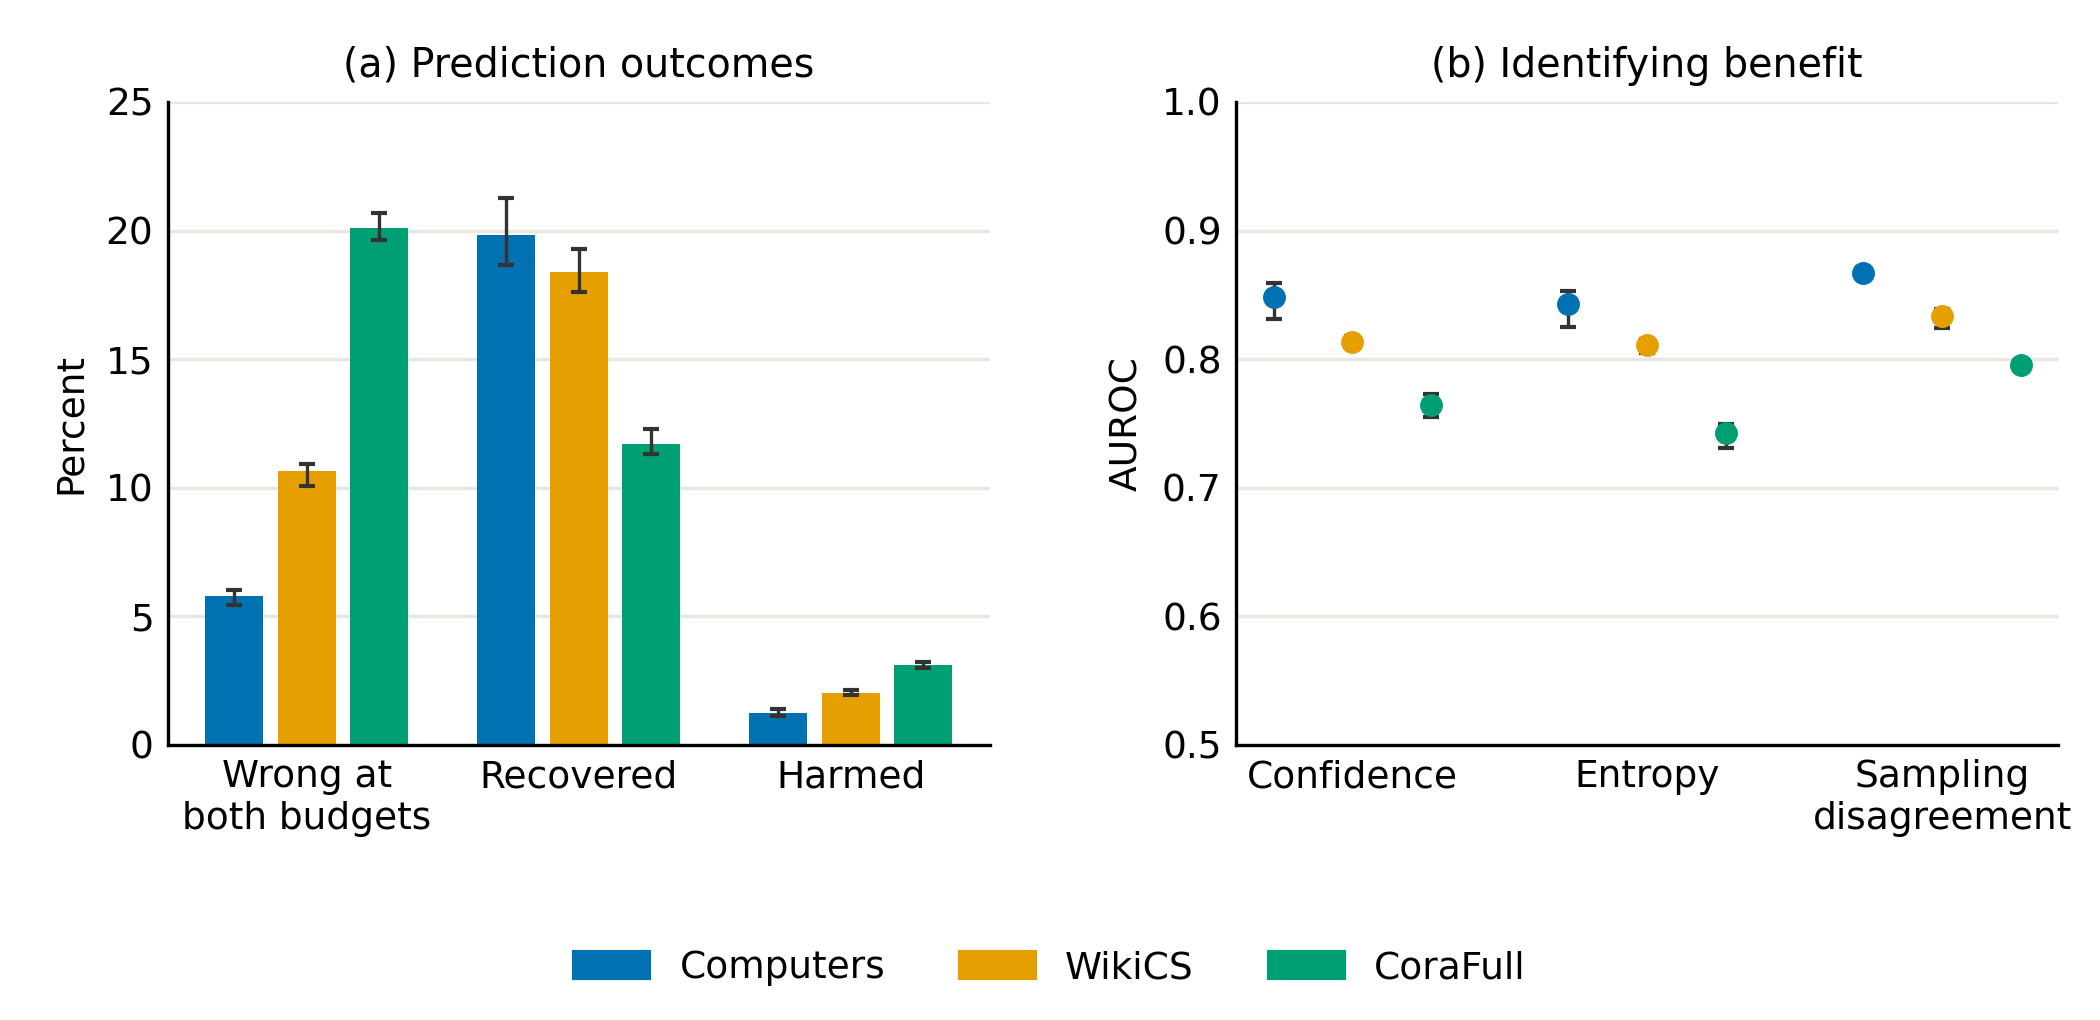 (a) Prediction outcomes
25
20
15
10
5
0
Percent
Wrong at
both budgets
Recovered
Harmed
(b) Identifying benefit
1.0
0.9
0.8
0.7
0.6
0.5
AUROC
Confidence
Entropy
Sampling
disagreement
Computers
WikiCS
CoraFull